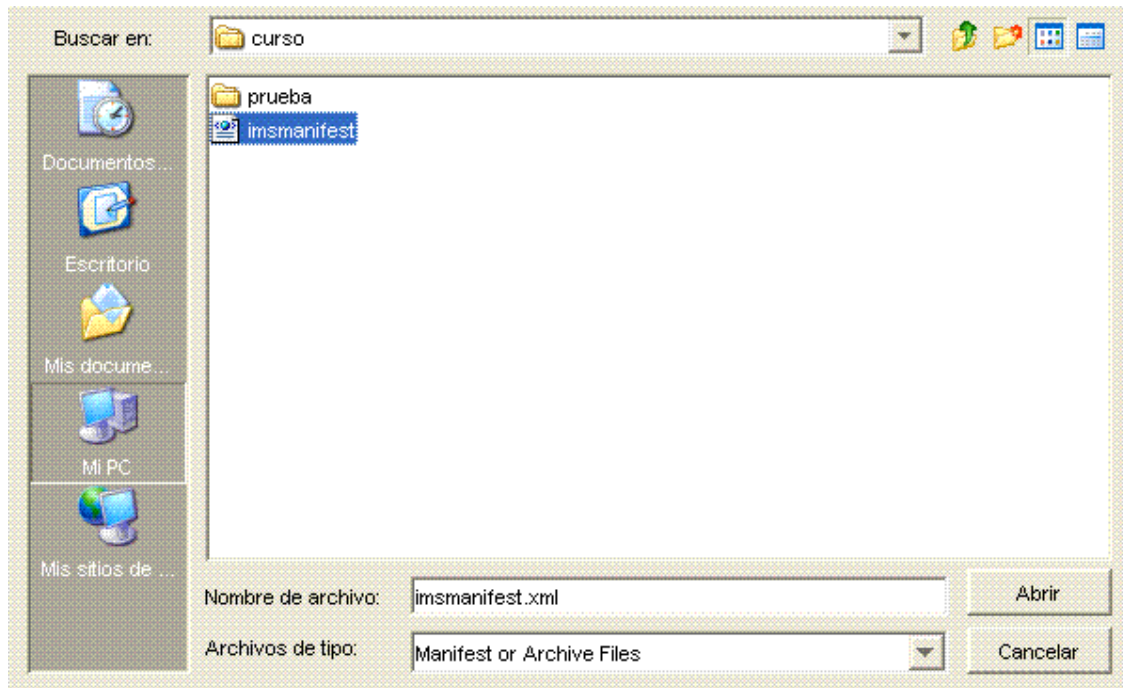 Buscar en:
curso
prueba
imsmanifest
Documentos...
Escritorio
Mis docume...
Mi PC
Mis sitios de ...
Nombre de archivo:
imsmanifest.xml
Abrir
Archivos de tipo:
Manifest or Archive Files
Cancelar